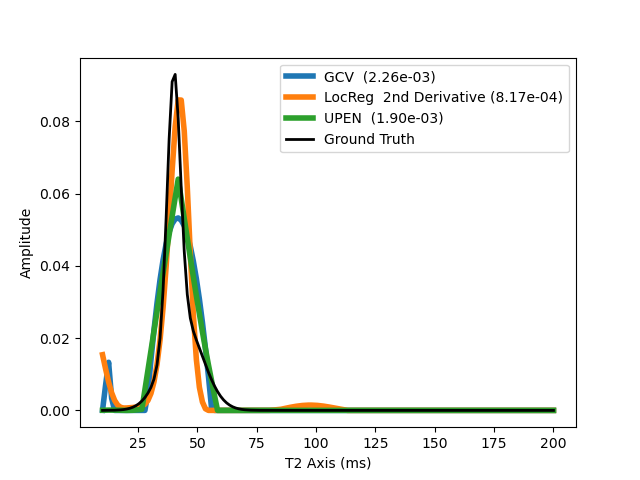 GCV (2.26e-03)
LocReg 2nd Derivative (8.17e-04)
UPEN (1.90e-03)
Ground Truth
Amplitude
0.08
0.06
0.04
0.02
0.00
25 50 75 100 125 150 175 200
T2 Axis (ms)